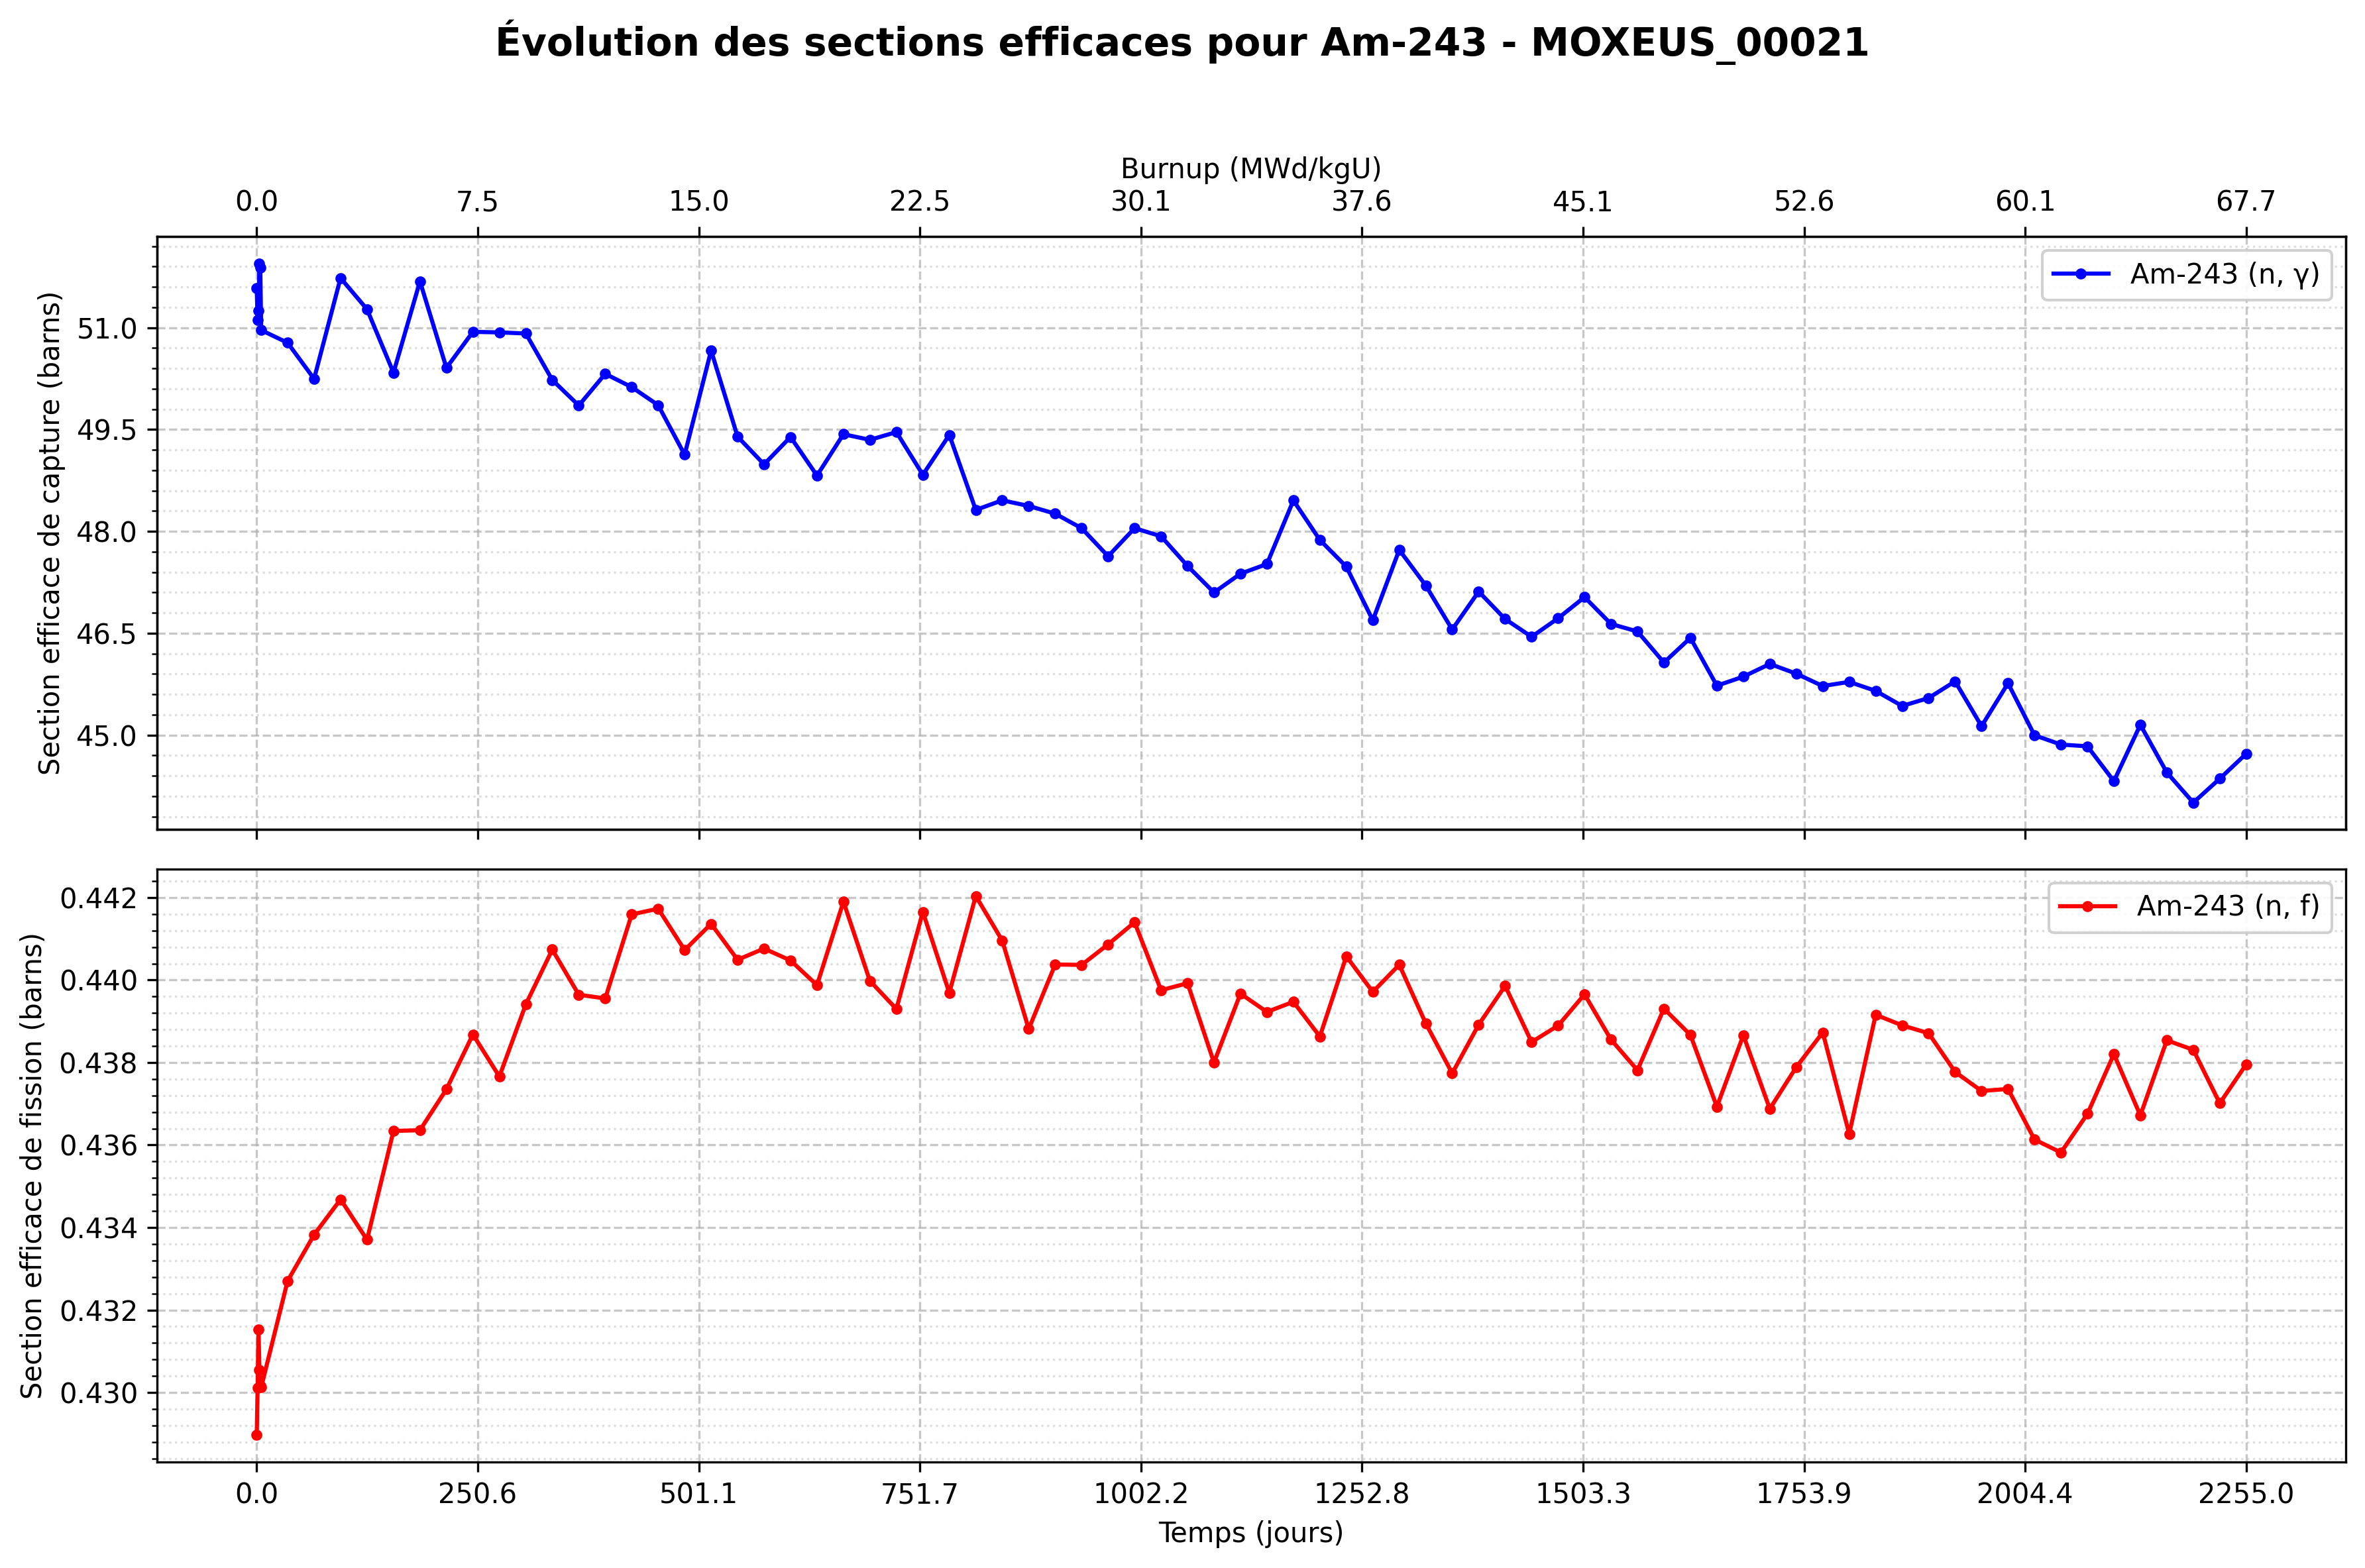 Évolution des sections efficaces pour Am-243 - MOXEUS_00021
Burnup (MWd/kgU)
0.0 7.5 15.0 22.5 30.1 37.6 45.1 52.6 60.1 67.7
Am-243 (n, γ)
Section efficace de capture (barns)
51.0
49.5
48.0
46.5
45.0
Am-243 (n, f)
Section efficace de fission (barns)
0.442
0.440
0.438
0.436
0.434
0.432
0.430
0.0 250.6 501.1 751.7 1002.2 1252.8 1503.3 1753.9 2004.4 2255.0
Temps (jours)